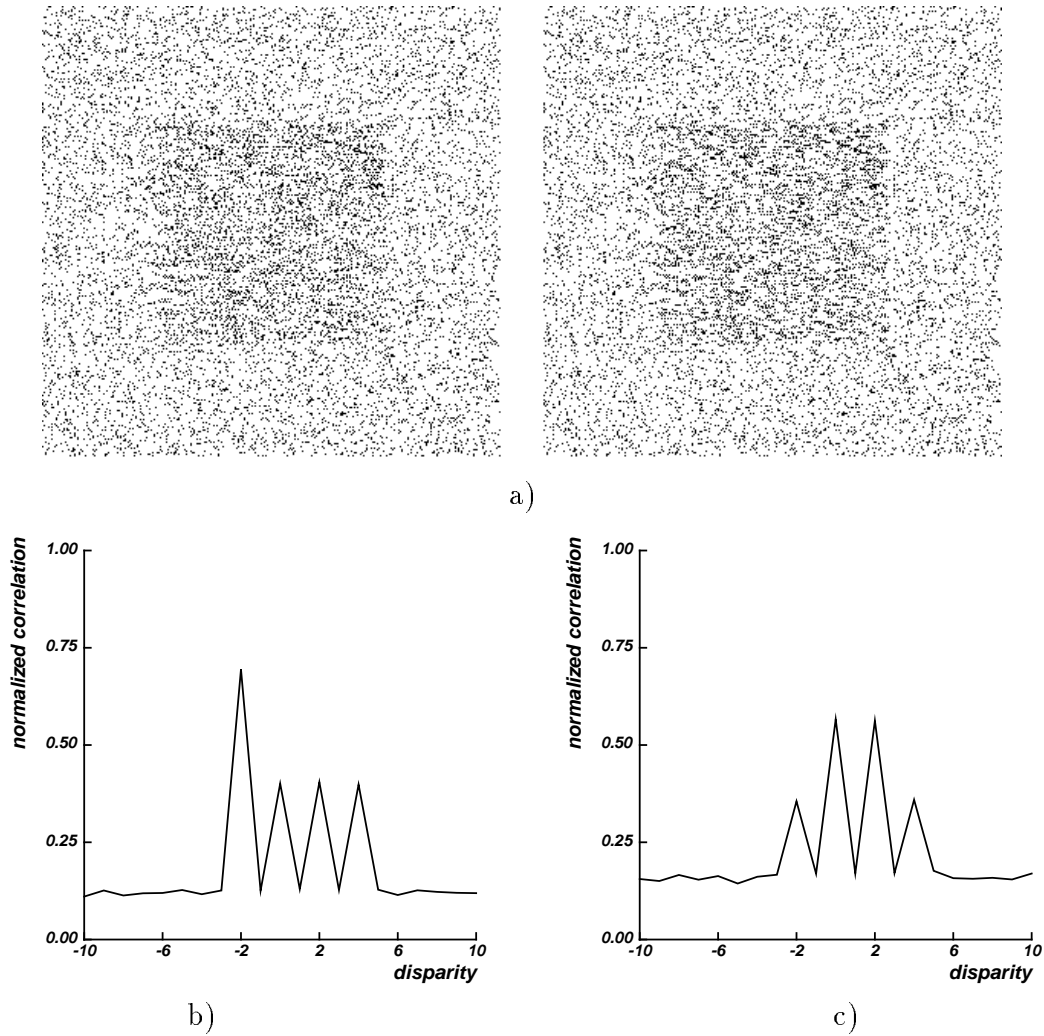 a)
normalized correlation
1.00
0.75
0.50
0.25
0.00
-10 -6 -2 2 6 10
disparity
b)
normalized correlation
1.00
0.75
0.50
0.25
0.00
-10 -6 -2 2 6 10
disparity
c)